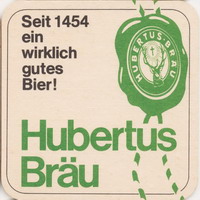 Seit 1454
ein
wirklich
gutes
Bier!
HUBERTUS-BRÄU
Hubertus
Bräu